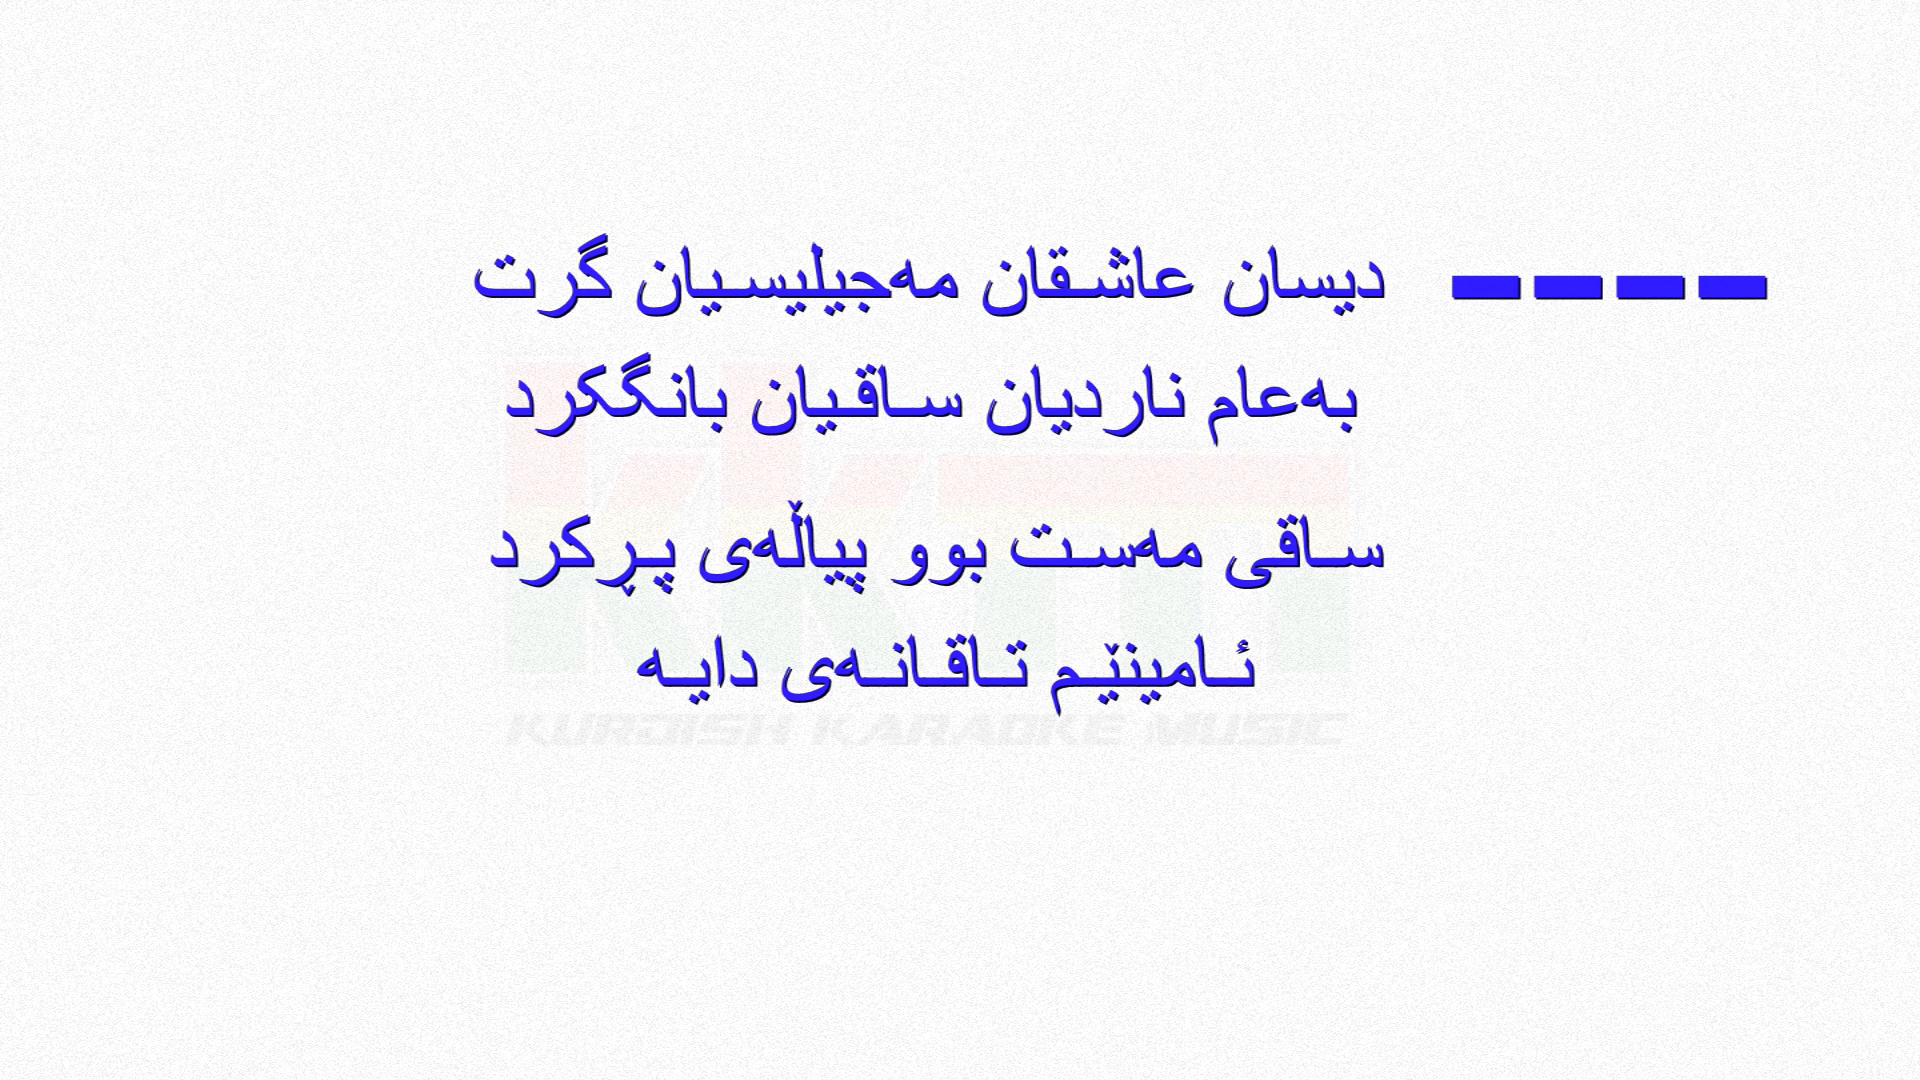 دیسان عاشقان مەجیلیسیان گرت ----
بەعام ناردیان ساقیان بانگکرد
ساقی مەست بوو پیاڵەی پڕکرد
ئامینێم تاقانەی دایە
KURDISH KARAOKE MUSIC